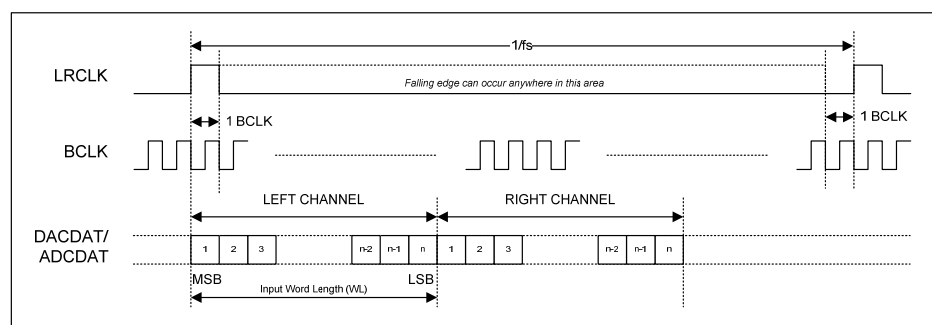 1/fs
LRCLK
Falling edge can occur anywhere in this area
1 BCLK
1 BCLK
BCLK
LEFT CHANNEL
RIGHT CHANNEL
DACDAT/
ADCDAT
1 2 3 n-2 n-1 n 1 2 3 n-2 n-1 n
MSB
LSB
Input Word Length (WL)